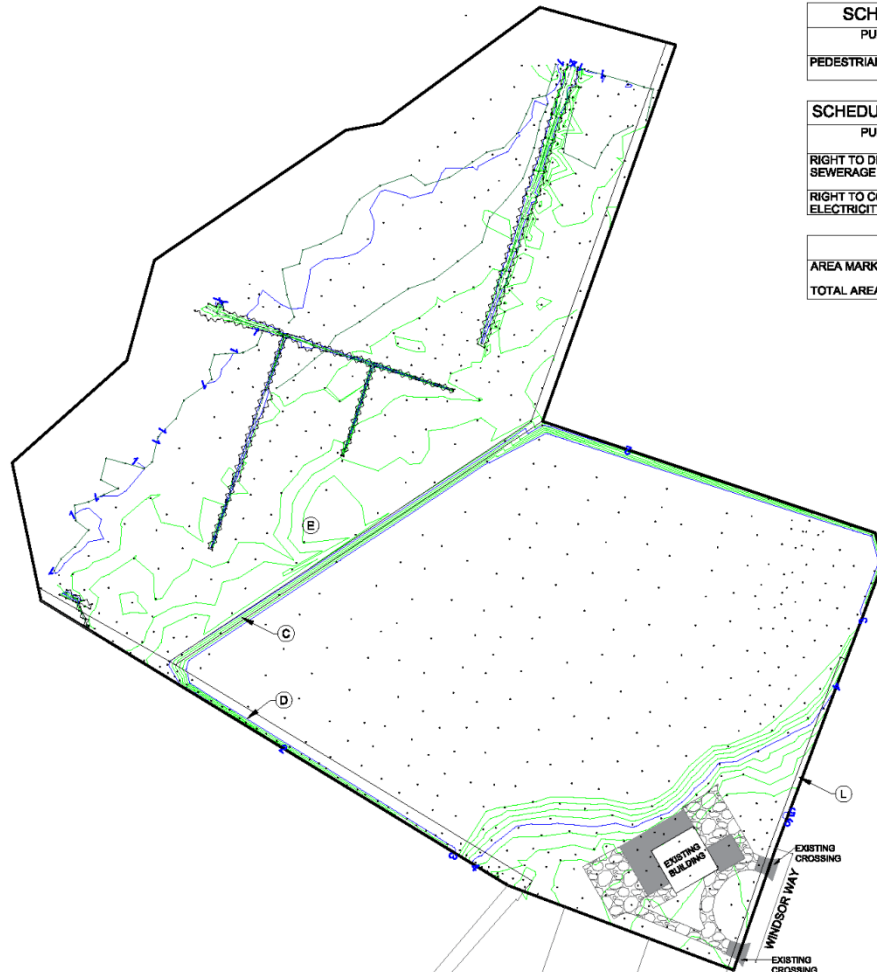 SCH
PU
PEDESTRIA
SCHEDU
PU
RIGHT TO D
SEWERAGE
RIGHT TO C
ELECTRICIT
AREA MARK
TOTAL AREA
E
C
D
L
EXISTING
BUILDING
EXISTING
CROSSING
WINDSOR WAY
EXISTING
CROSSING